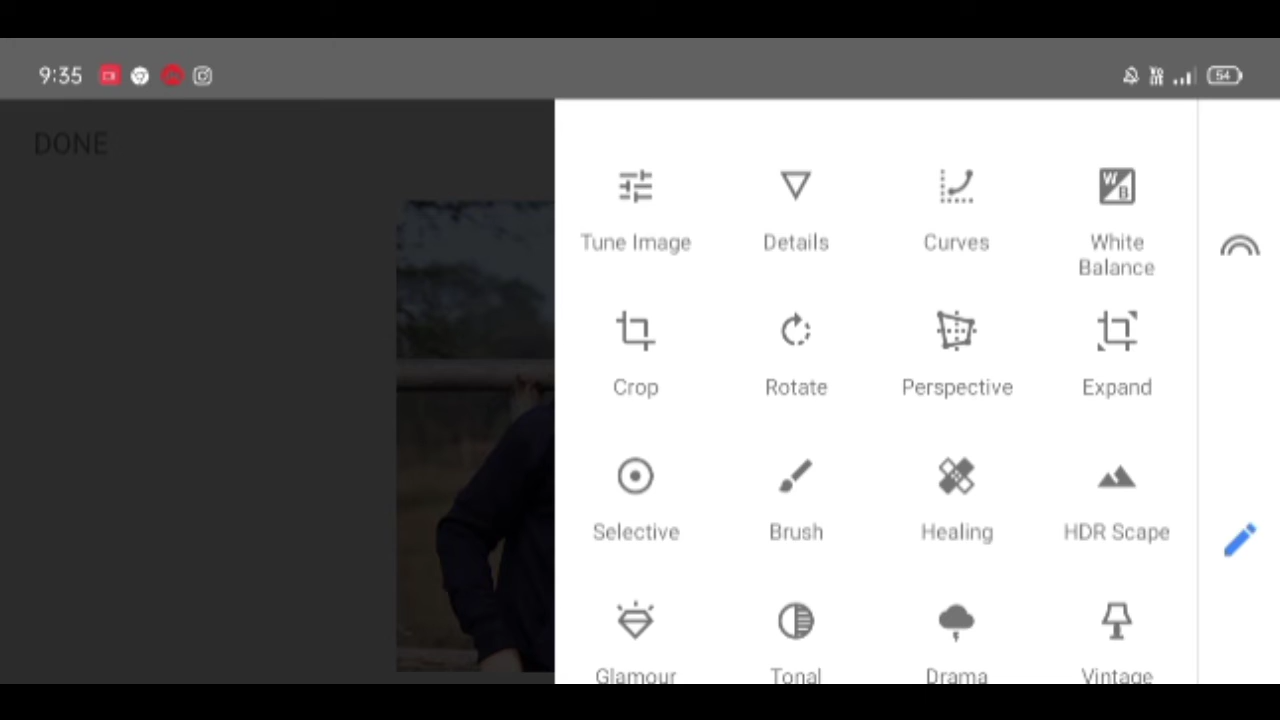 9:35
54
DONE
Tune Image
Details
Curves
White
Balance
W
B
Crop
Rotate
Perspective
Expand
Selective
Brush
Healing
HDR Scape
Glamour
Tonal
Drama
Vintage